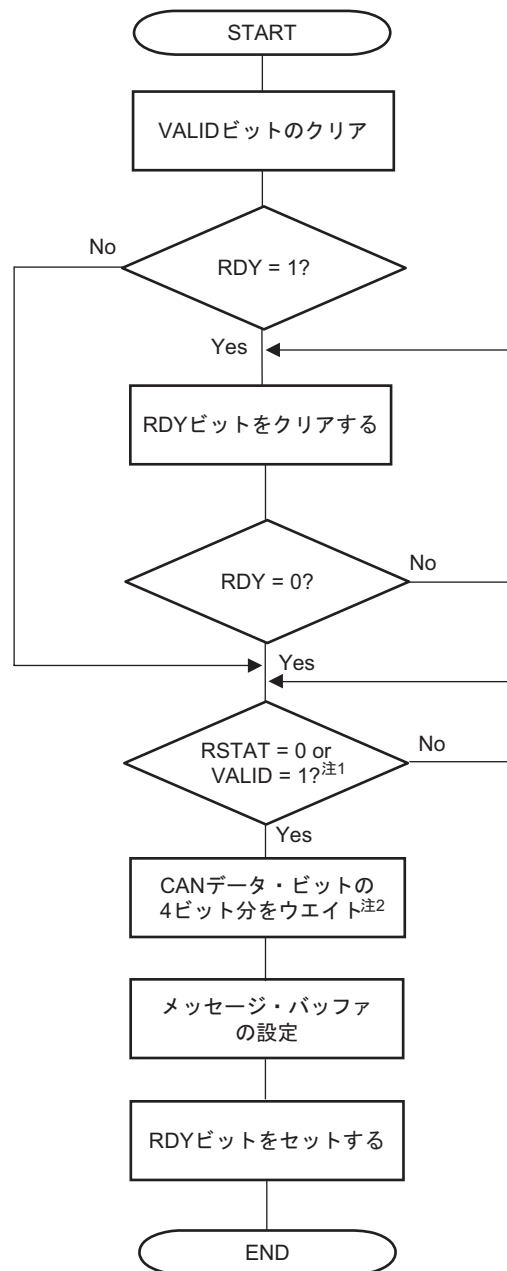 START
VALIDビットのクリア
No
RDY = 1?
Yes
RDYビットをクリアする
RDY = 0?
No
Yes
RSTAT = 0 or
VALID = 1?注1
No
Yes
CANデータ・ビットの
4ビット分をウエイト注2
メッセージ・バッファ
の設定
RDYビットをセットする
END